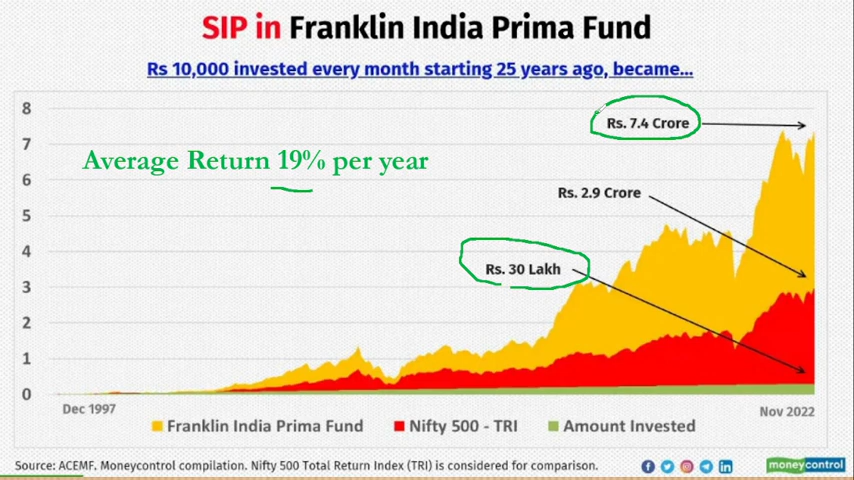 SIP in Franklin India Prima Fund
Rs 10,000 invested every month starting 25 years ago, became...
8
Rs. 7.4 Crore
7
Average Return 19% per year
6
Rs. 2.9 Crore
5
4
Rs. 30 Lakh
3
2
1
0
Dec 1997
Nov 2022
Franklin India Prima Fund
Nifty 500 - TRI
Amount Invested
Source: ACEMF. Moneycontrol compilation. Nifty 500 Total Return Index (TRI) is considered for comparison.
moneycontrol